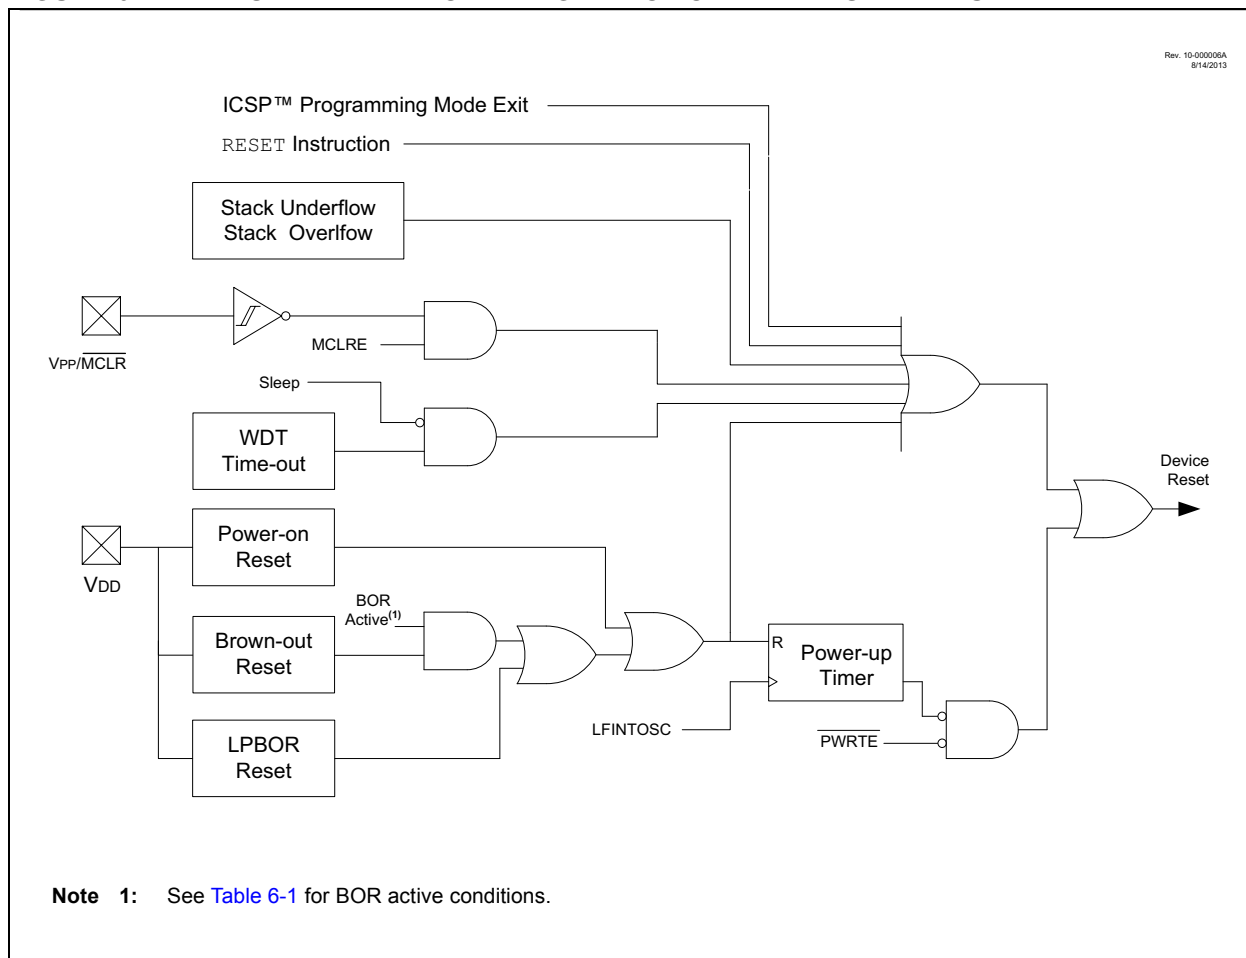 Rev. 10-000006A
8/14/2013
ICSP™ Programming Mode Exit
RESET Instruction
Stack Underflow
Stack Overlfow
VPP/MCLR
MCLRE
Sleep
WDT
Time-out
Device
Reset
VDD
Power-on
Reset
BOR
Active(1)
Brown-out
Reset
R
Power-up
Timer
LFINTOSC
PWRTE
LPBOR
Reset
Note 1: See Table 6-1 for BOR active conditions.